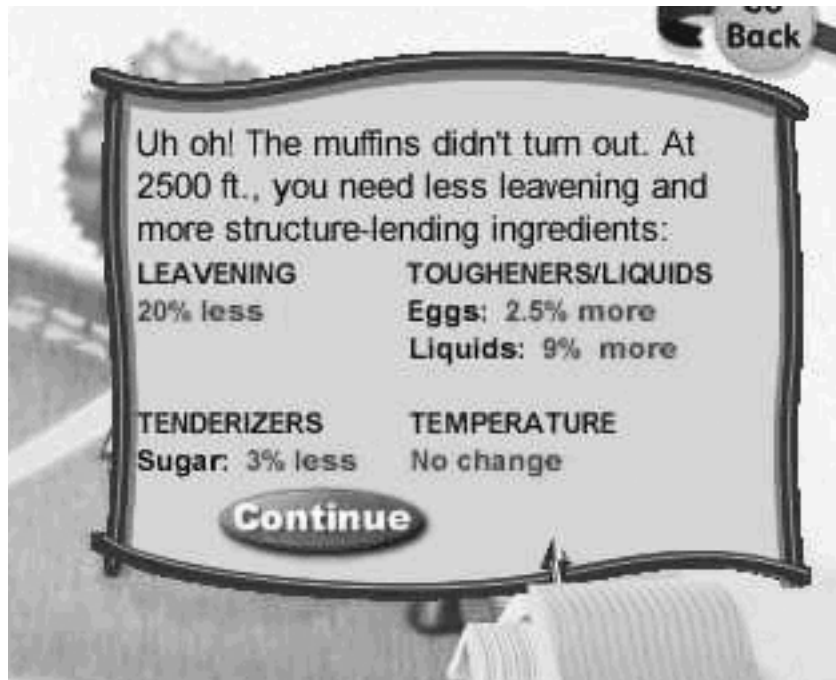 Back
Uh oh! The muffins didn't turn out. At
2500 ft., you need less leavening and
more structure-lending ingredients:
LEAVENING
20% less
TOUGHENERS/LIQUIDS
Eggs: 2.5% more
Liquids: 9% more
TENDERIZERS
Sugar: 3% less
TEMPERATURE
No change
Continue